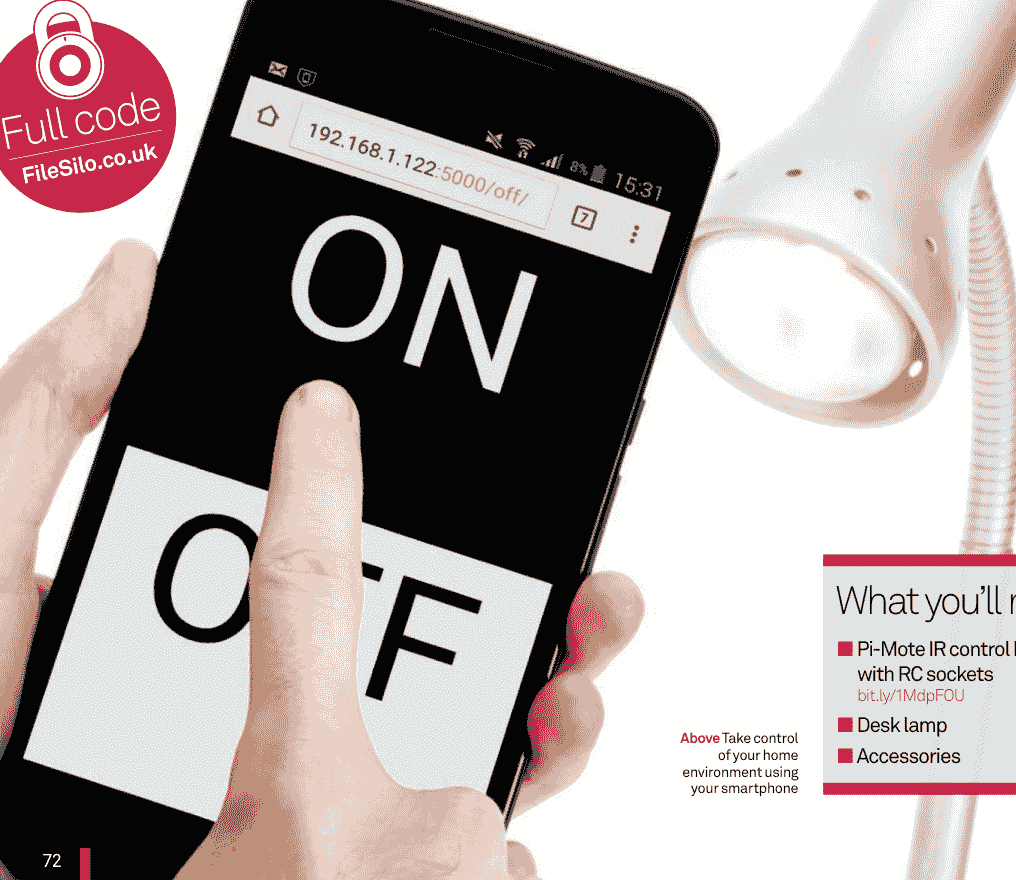 Full code
FileSilo.co.uk
8% 15:31
192.168.1.122:5000/off/
7
ON
OFF
What you'll
Pi-Mote IR control
with RC sockets
bit.ly/1MdpFOU
Desk lamp
Accessories
Above Take control
of your home
environment using
your smartphone
72